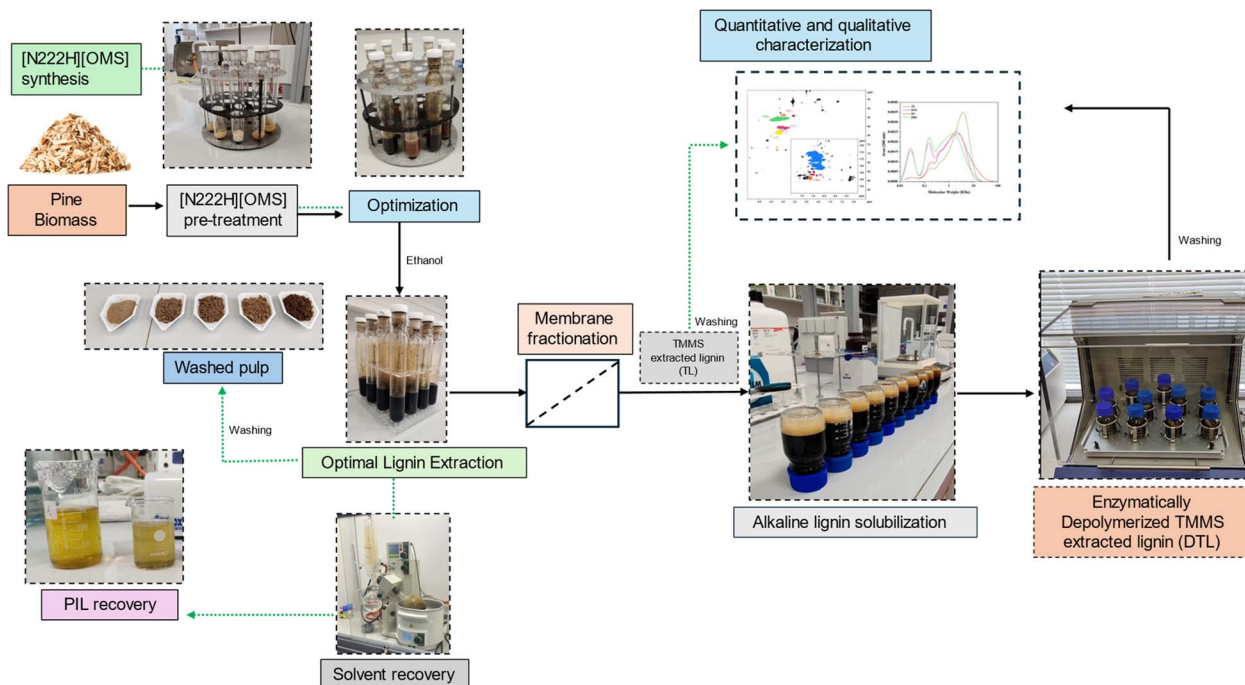 [N222H][OMS]
synthesis
Quantitative and qualitative
characterization
Pine
Biomass
[N222H][OMS]
pre-treatment
Optimization
Ethanol
Washing
Membrane
fractionation
Washing
TMMS
extracted lignin
(TL)
Washed pulp
Washing
Optimal Lignin Extraction
Alkaline lignin solubilization
Enzymatically
Depolymerized TMMS
extracted lignin (DTL)
PIL recovery
Solvent recovery
Molecular Weight (KDa)